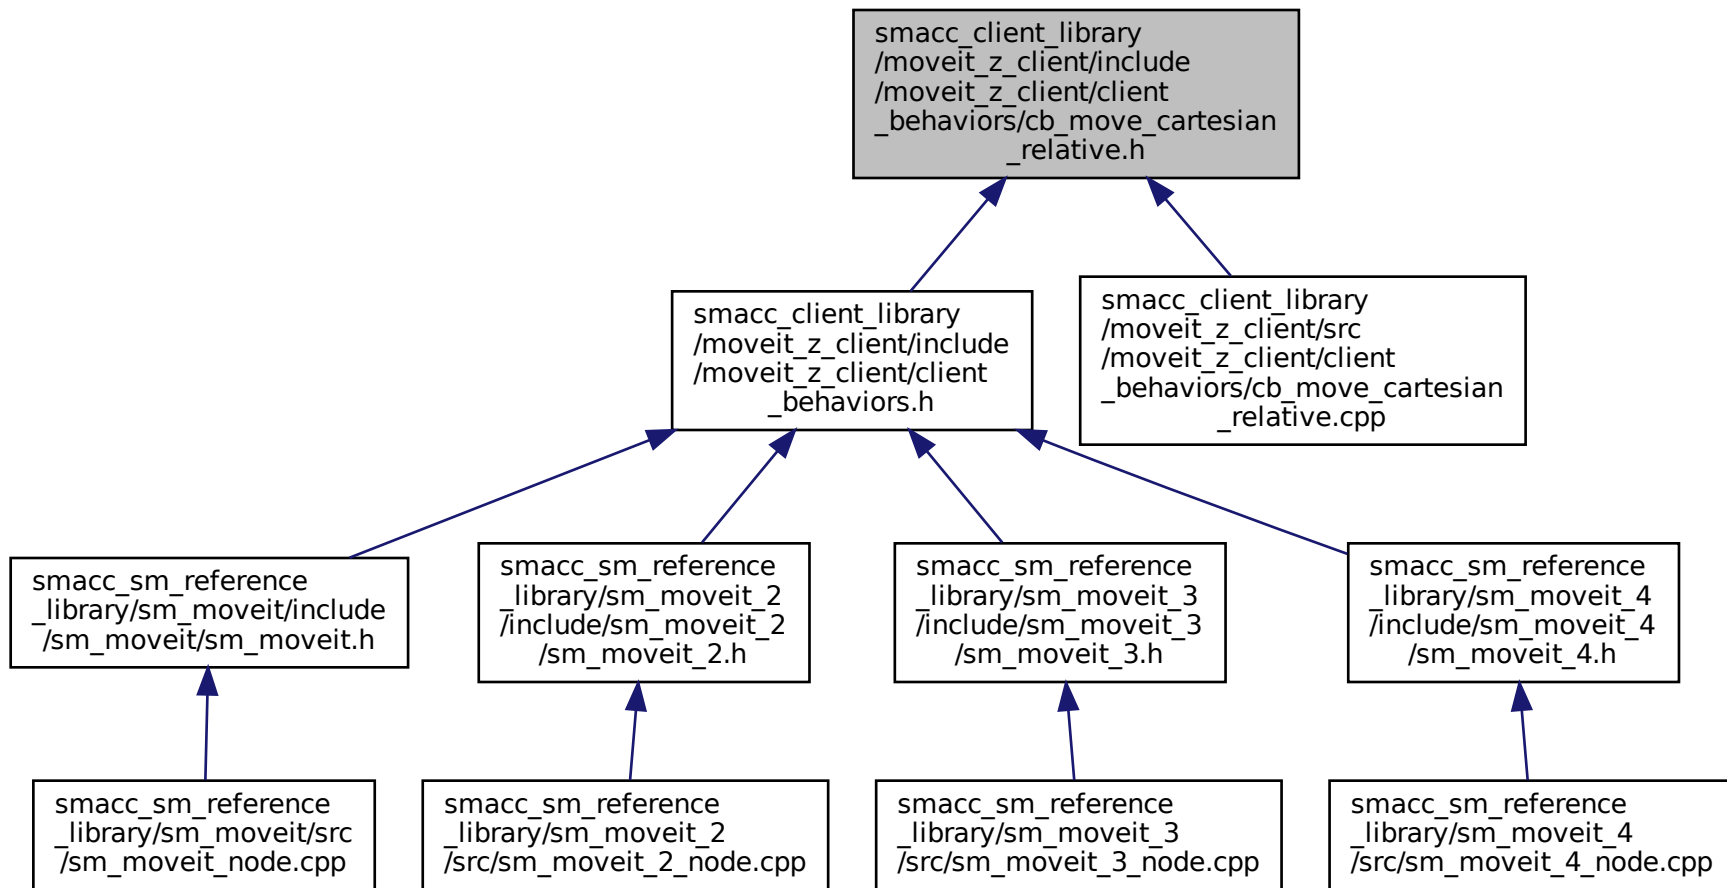 smacc_client_library
/moveit_z_client/include
/moveit_z_client/client
_behaviors/cb_move_cartesian
_relative.h
smacc_client_library
/moveit_z_client/include
/moveit_z_client/client
_behaviors.h
smacc_client_library
/moveit_z_client/src
/moveit_z_client/client
_behaviors/cb_move_cartesian
_relative.cpp
smacc_sm_reference
_library/sm_moveit/include
/sm_moveit/sm_moveit.h
smacc_sm_reference
_library/sm_moveit_2
/include/sm_moveit_2
/sm_moveit_2.h
smacc_sm_reference
_library/sm_moveit_3
/include/sm_moveit_3
/sm_moveit_3.h
smacc_sm_reference
_library/sm_moveit_4
/include/sm_moveit_4
/sm_moveit_4.h
smacc_sm_reference
_library/sm_moveit/src
/sm_moveit_node.cpp
smacc_sm_reference
_library/sm_moveit_2
/src/sm_moveit_2_node.cpp
smacc_sm_reference
_library/sm_moveit_3
/src/sm_moveit_3_node.cpp
smacc_sm_reference
_library/sm_moveit_4
/src/sm_moveit_4_node.cpp